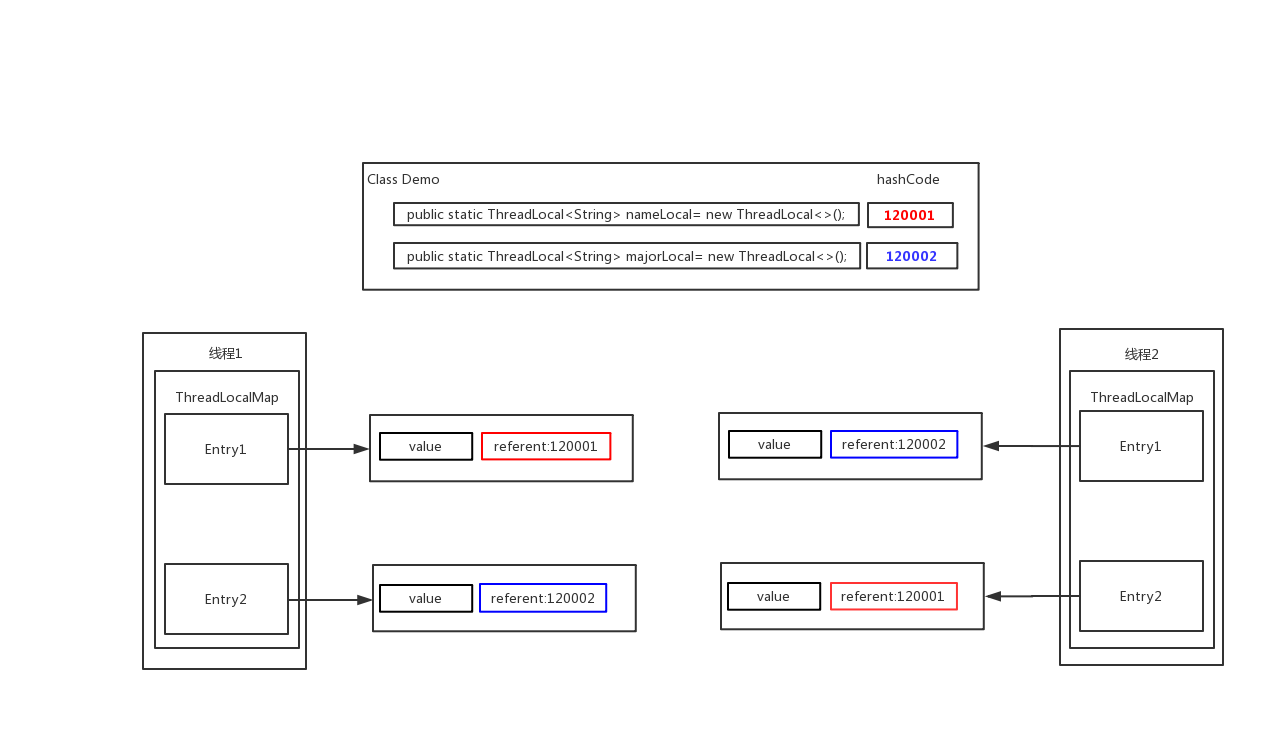 Class Demo hashCode
public static ThreadLocal<String> nameLocal= new ThreadLocal<>(); 120001
public static ThreadLocal<String> majorLocal= new ThreadLocal<>(); 120002
线程1
ThreadLocalMap
Entry1
value referent:120001
Entry2
value referent:120002
线程2
ThreadLocalMap
value referent:120002
Entry1
value referent:120001
Entry2